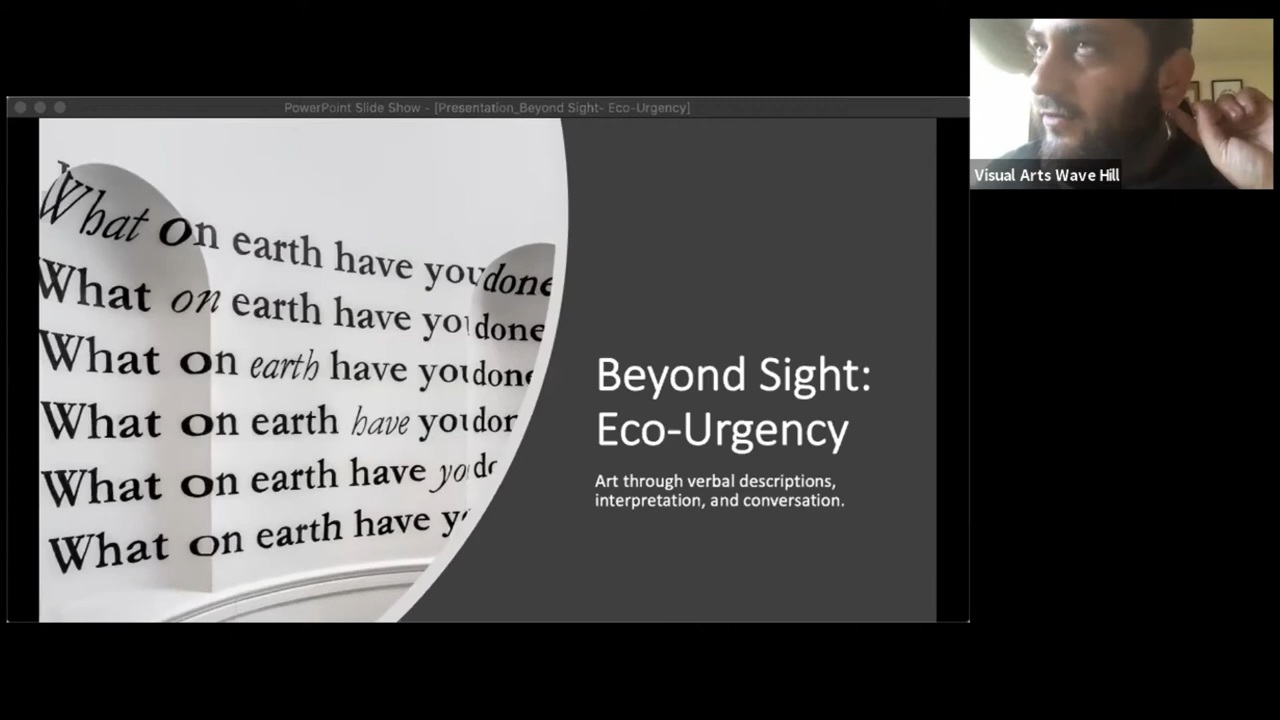 PowerPoint Slide Show - [Presentation_Beyond Sight- Eco-Urgency]
Visual Arts Wave Hill
What on earth have you done
What on earth have you done
What on earth have you done
What on earth have you
What on earth have
What on earth have
Beyond Sight:
Eco-Urgency
Art through verbal descriptions,
interpretation, and conversation.